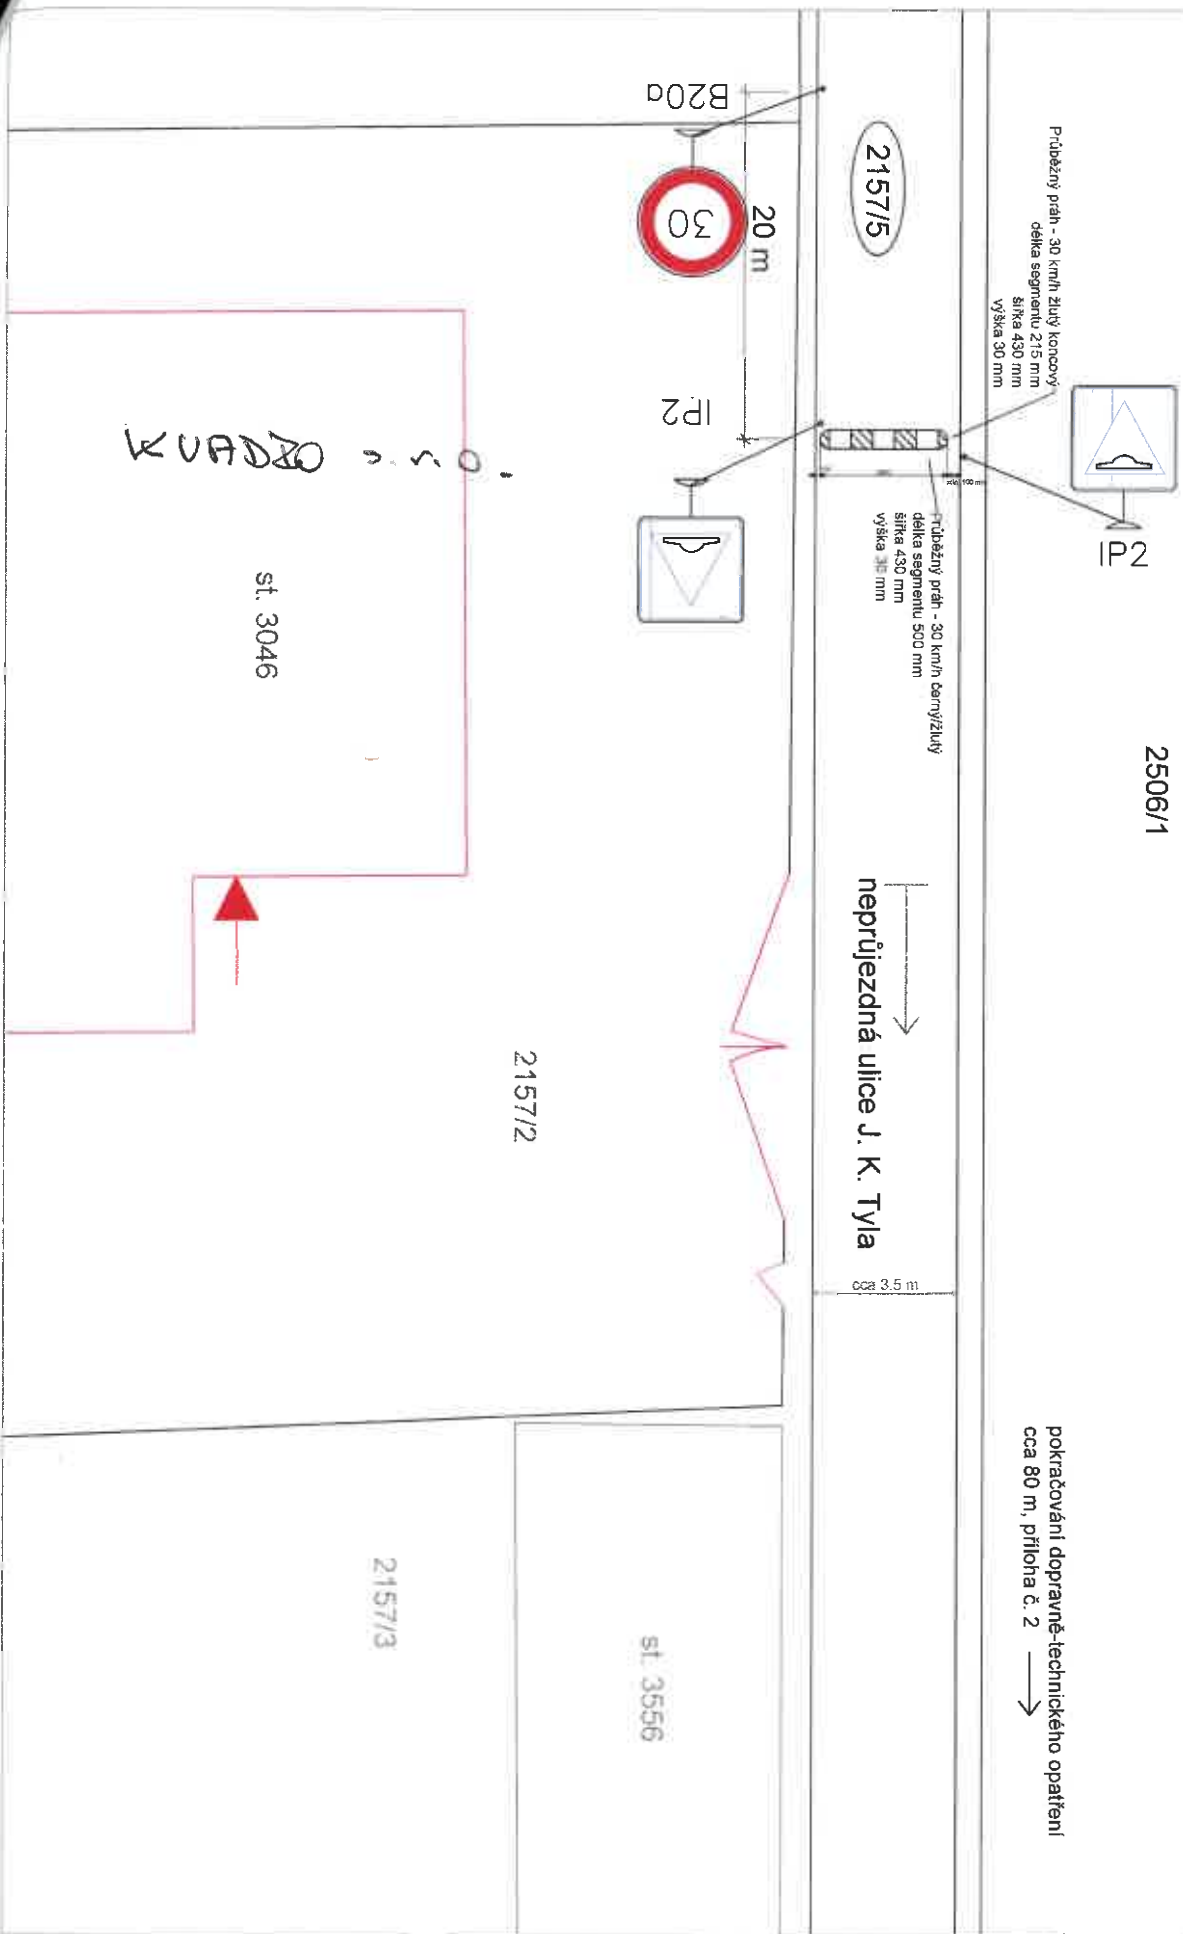 2506/1
pokračování dopravně-technického opatření
cca 80 m, příloha č. 2
Průběžný práh - 30 km/h žlutý koncový
délka segmentu 215 mm
šířka 430 mm
výška 30 mm
IP2
Průběžný práh - 30 km/h černý/žlutý
délka segmentu 500 mm
šířka 430 mm
výška 30 mm
2157/5
neprůjezdná ulice J. K. Tyla
cca 3.5 m
20 m
B20a
30
IP2
2157/2
st. 3556
2157/3
st. 3046